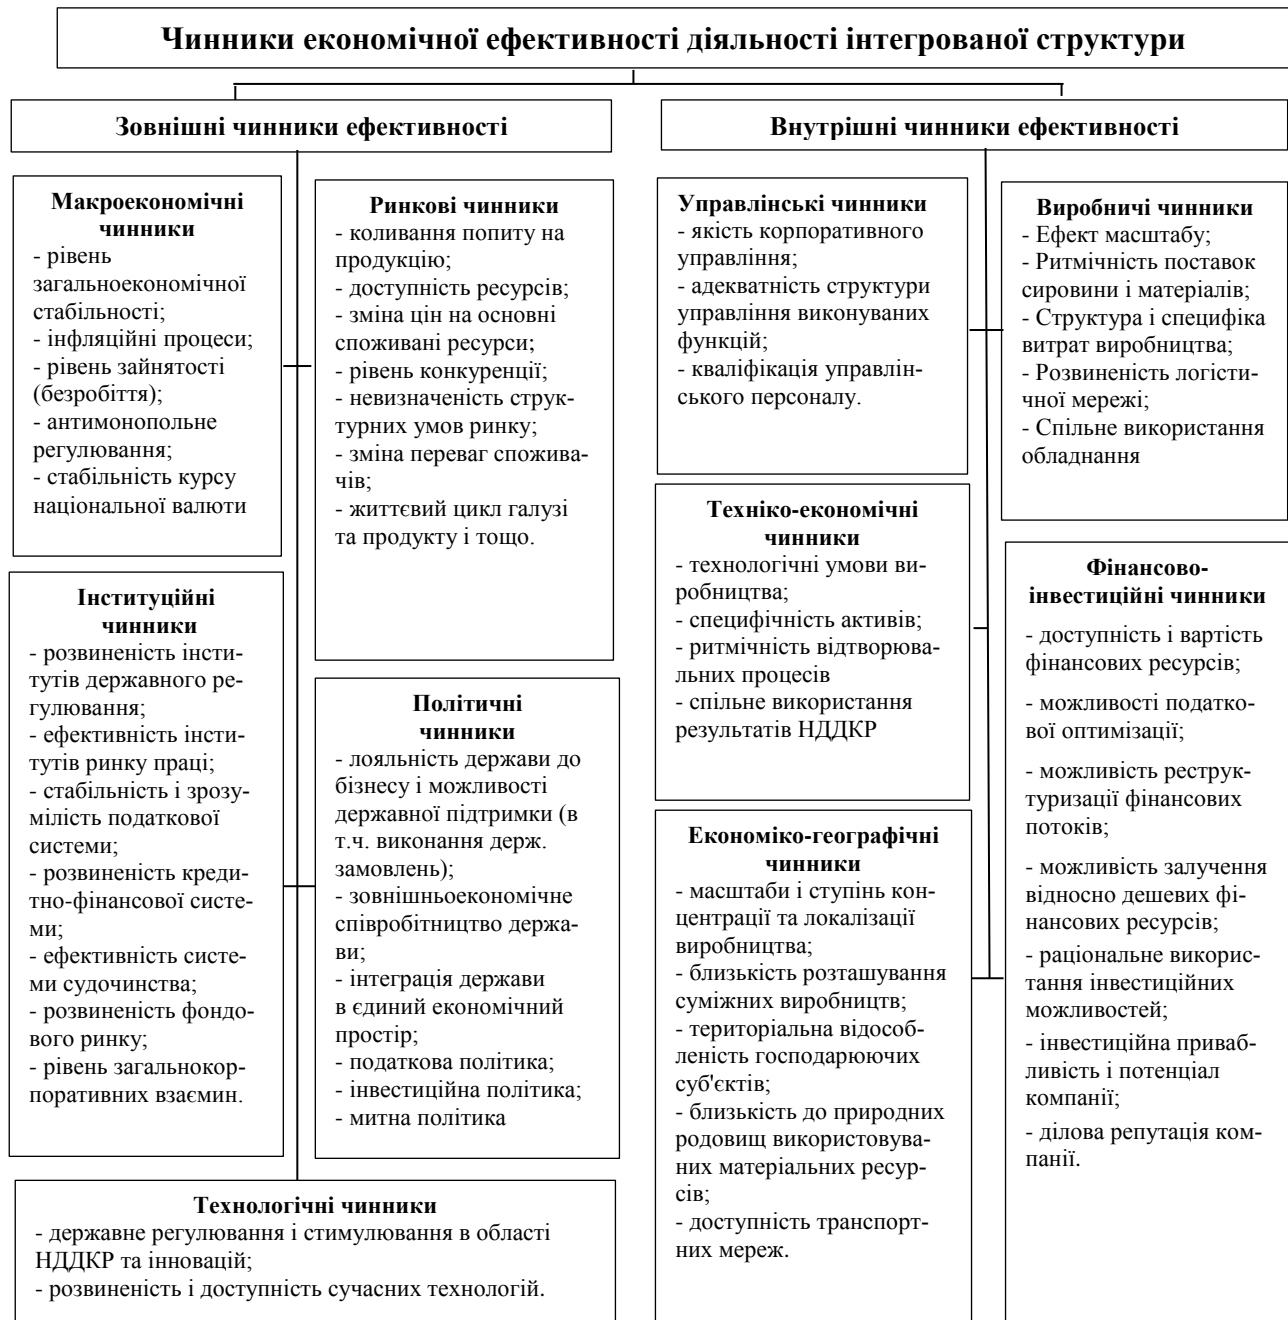 Чинники економічної ефективності діяльності інтегрованої структури
Зовнішні чинники ефективності
Макроекономічні
чинники
- рівень
загальноекономічної
стабільності;
- інфляційні процеси;
- рівень зайнятості
(безробіття);
- антимонопольне
регулювання;
- стабільність курсу
національної валюти
Ринкові чинники
- коливання попиту на
продукцію;
- доступність ресурсів;
- зміна цін на основні
споживані ресурси;
- рівень конкуренції;
- невизначеність струк-
турних умов ринку;
- зміна переваг спожива-
чів;
- життєвий цикл галузі
та продукту і тощо.
Інституційні
чинники
- розвиненість інсти-
тутів державного ре-
гулювання;
- ефективність інсти-
тутів ринку праці;
- стабільність і зрозу-
мілість податкової
системи;
- розвиненість креди-
тно-фінансової систе-
ми;
- ефективність систе-
ми судочинства;
- розвиненість фондо-
вого ринку;
- рівень загальнокор-
поративних взаємин.
Політичні
чинники
- лояльність держави до
бізнесу і можливості
державної підтримки (в
т.ч. виконання держ.
замовлень);
- зовнішньоекономічне
співробітництво держа-
ви;
- інтеграція держави
в єдиний економічний
простір;
- податкова політика;
- інвестиційна політика;
- митна політика
Технологічні чинники
- державне регулювання і стимулювання в області
НДДКР та інновацій;
- розвиненість і доступність сучасних технологій.
Внутрішні чинники ефективності
Управлінські чинники
- якість корпоративного
управління;
- адекватність структури
управління виконуваних
функцій;
- кваліфікація управлін-
ського персоналу.
Виробничі чинники
- Ефект масштабу;
- Ритмічність поставок
сировини і матеріалів;
- Структура і специфіка
витрат виробництва;
- Розвиненість логісти-
чної мережі;
- Спільне використання
обладнання
Техніко-економічні
чинники
- технологічні умови ви-
робництва;
- специфічність активів;
- ритмічність відтворюва-
льних процесів
- спільне використання
результатів НДДКР
Фінансово-
інвестиційні чинники
- доступність і вартість
фінансових ресурсів;
- можливості податко-
вої оптимізації;
- можливість реструк-
туризації фінансових
потоків;
- можливість залучення
відносно дешевих фі-
нансових ресурсів;
- раціональне викорис-
тання інвестиційних
можливостей;
- інвестиційна приваб-
ливість і потенціал
компанії;
- ділова репутація ком-
панії.
Економіко-географічні
чинники
- масштаби і ступінь кон-
центрації та локалізації
виробництва;
- близькість розташування
суміжних виробництв;
- територіальна відособ-
леність господарюючих
суб'єктів;
- близькість до природних
родовищ використовува-
них матеріальних ресур-
сів;
- доступність транспорт-
них мереж.